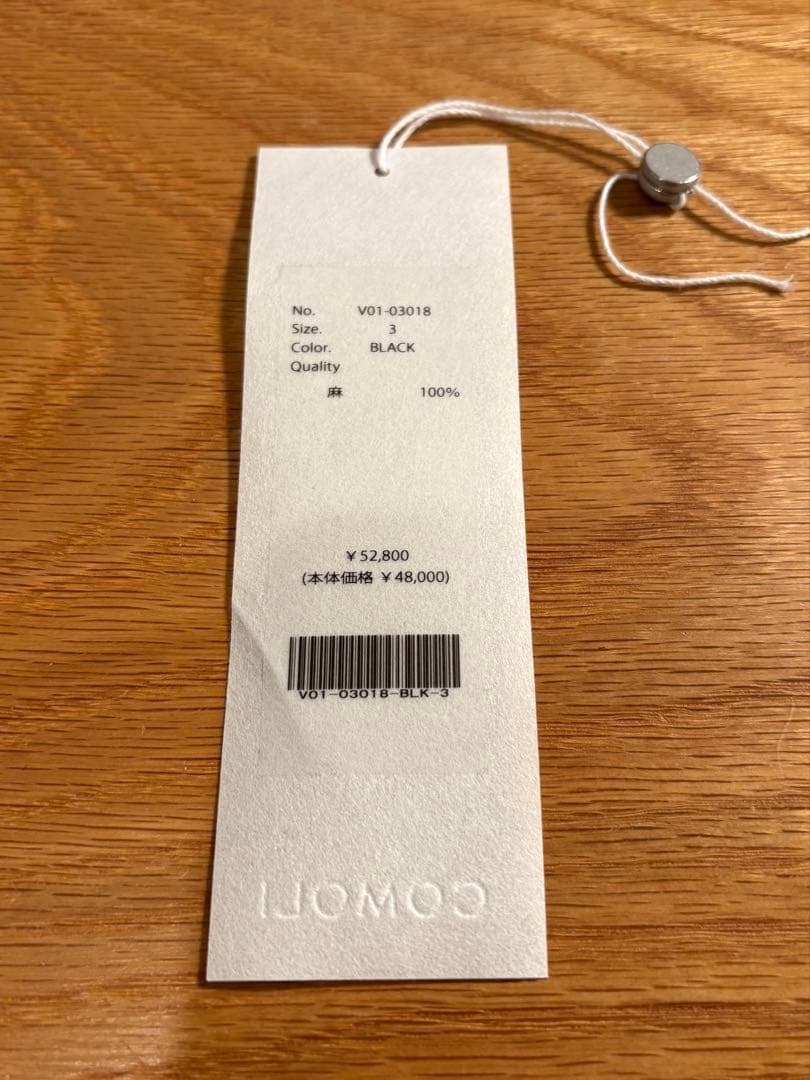 No. V01-03018
Size. 3
Color. BLACK
Quality
麻 100%
￥52,800
(本体価格 ￥48,000)
V01-03018-BLK-3
COMOLI